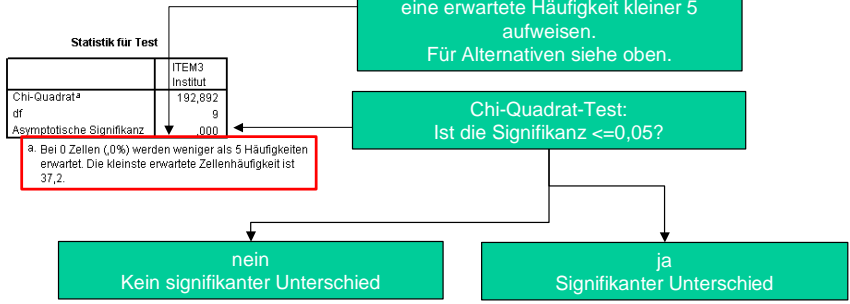 eine erwartete Häufigkeit kleiner 5
aufweisen.
Für Alternativen siehe oben.
Statistik für Test
ITEM3
Institut
Chi-Quadrat a 192,892
df 9
Asymptotische Signifikanz ,000
a. Bei 0 Zellen (,0%) werden weniger als 5 Häufigkeiten
erwartet. Die kleinste erwartete Zellenhäufigkeit ist
37,2.
Chi-Quadrat-Test:
Ist die Signifikanz <=0,05?
nein
Kein signifikanter Unterschied
ja
Signifikanter Unterschied